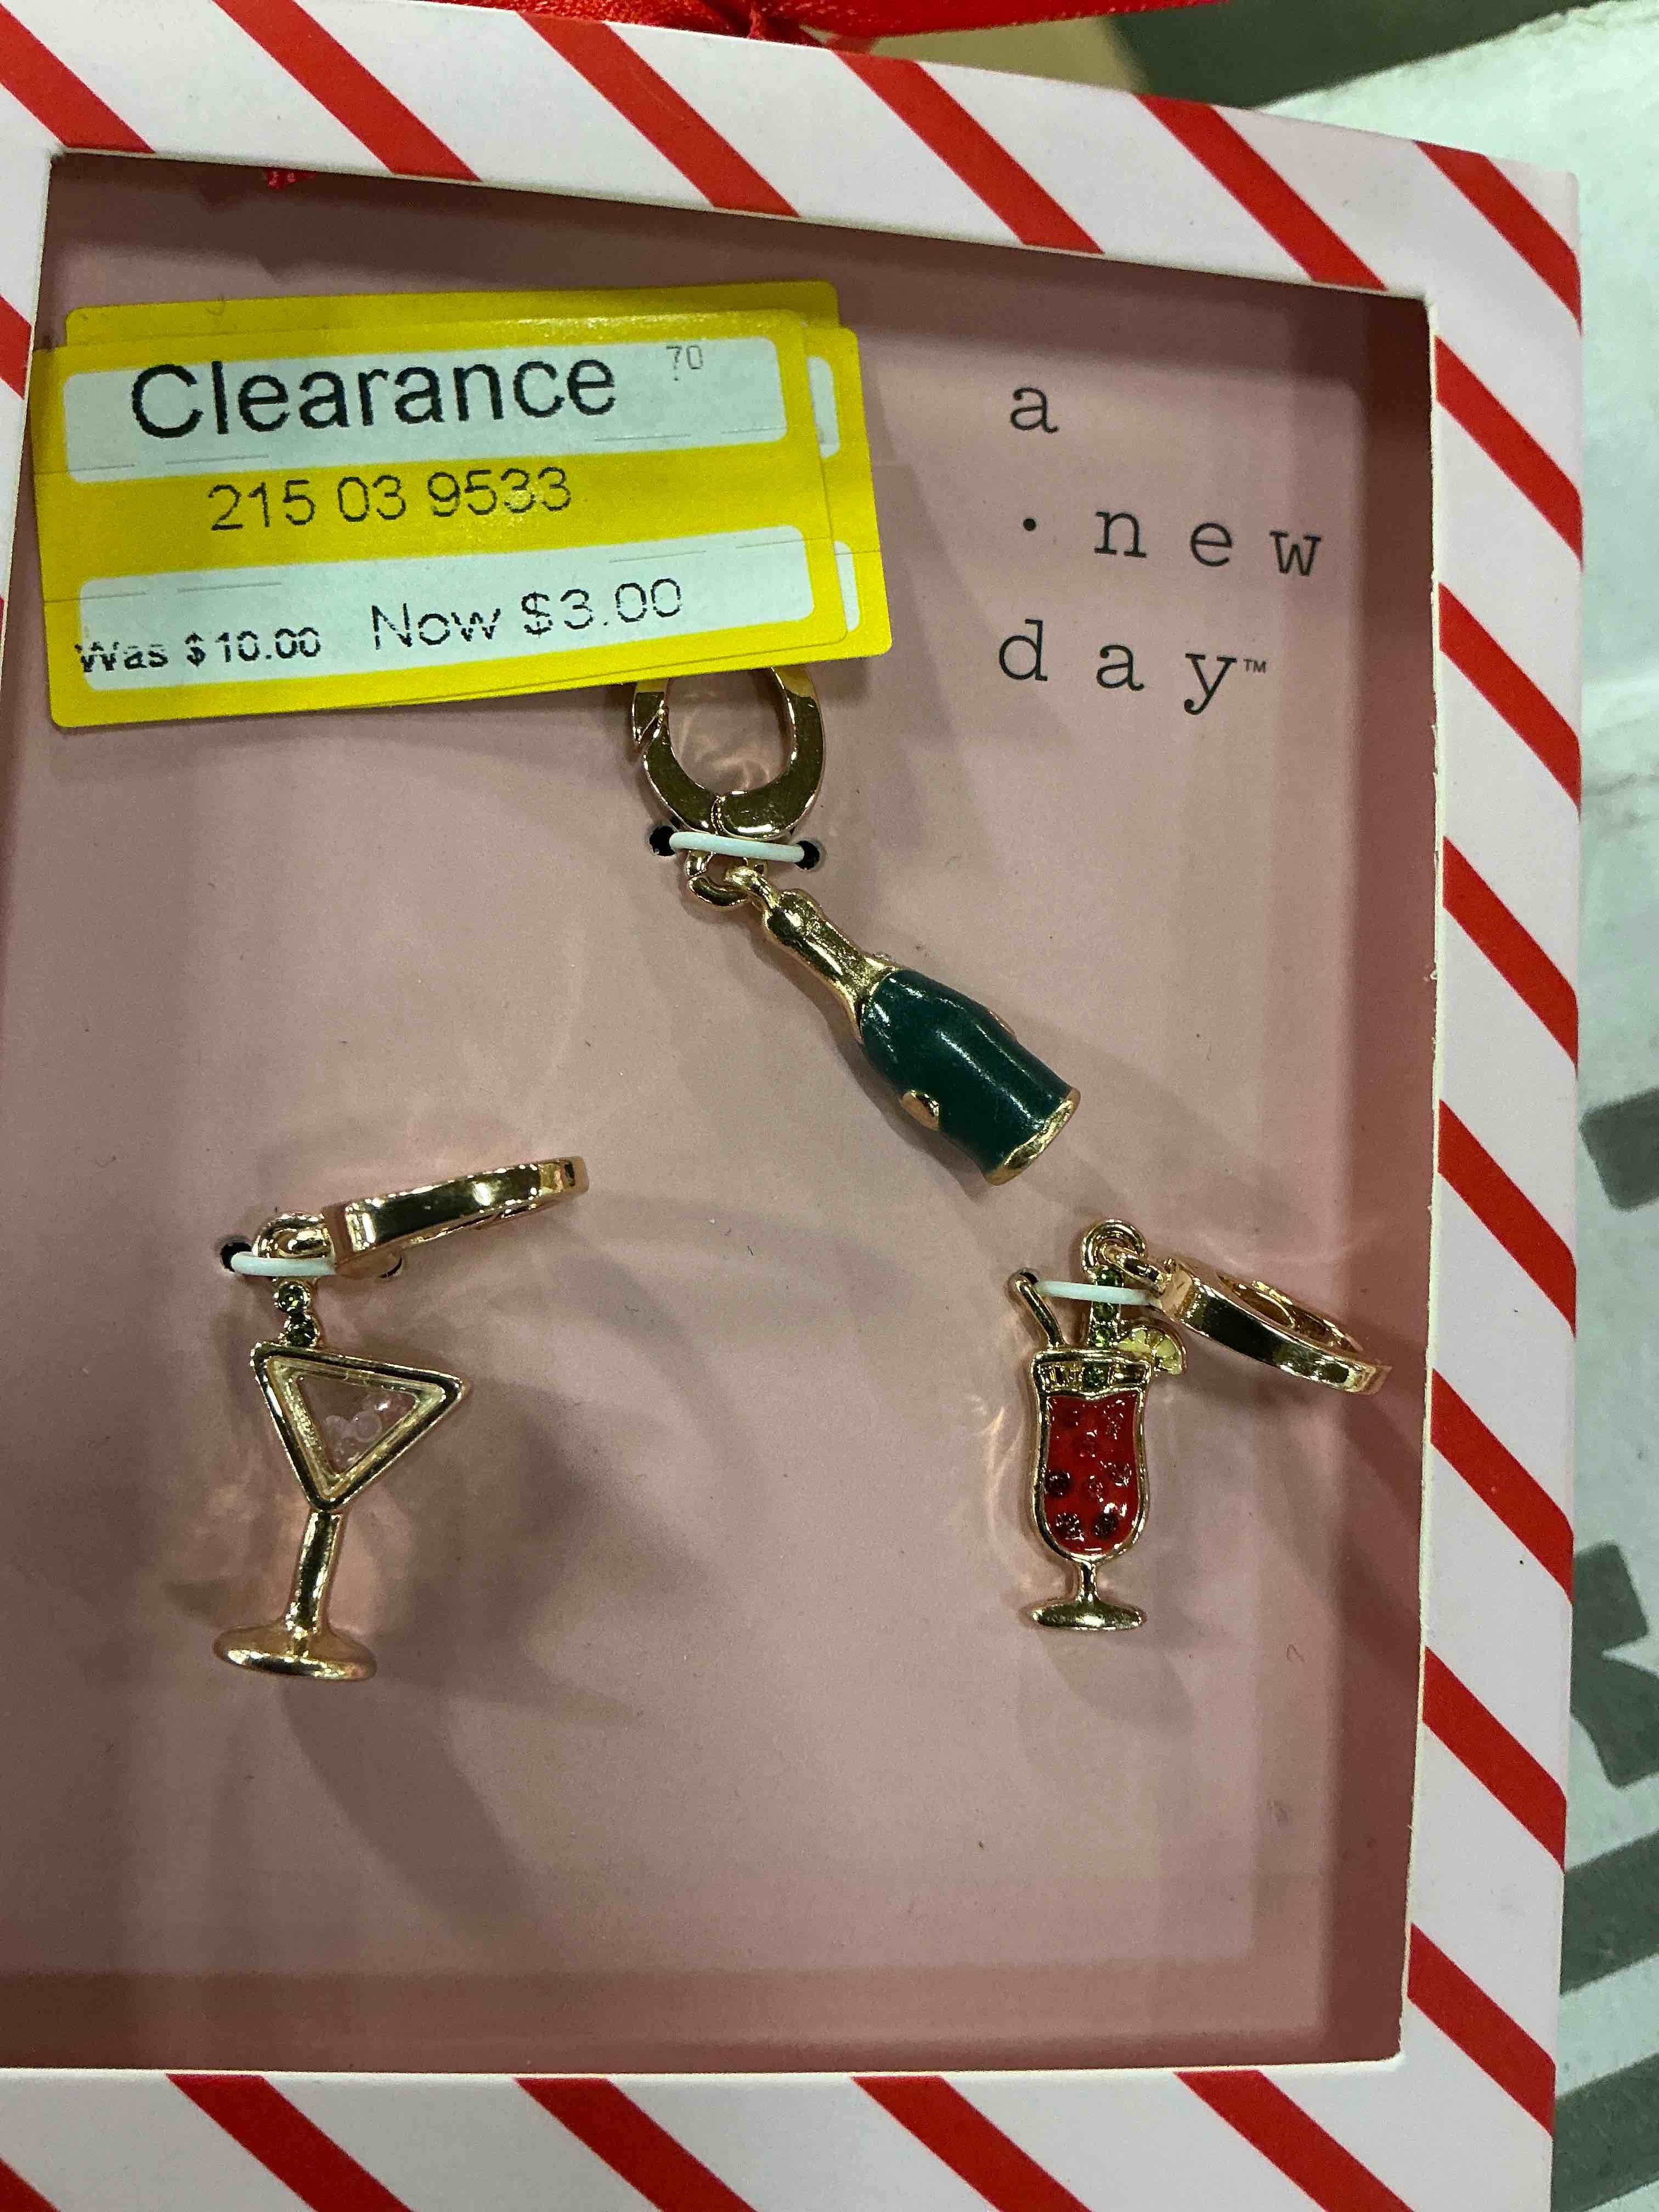 Clearance 70
215 03 9533
Was $10.00 Now $3.00
a
· new
day™